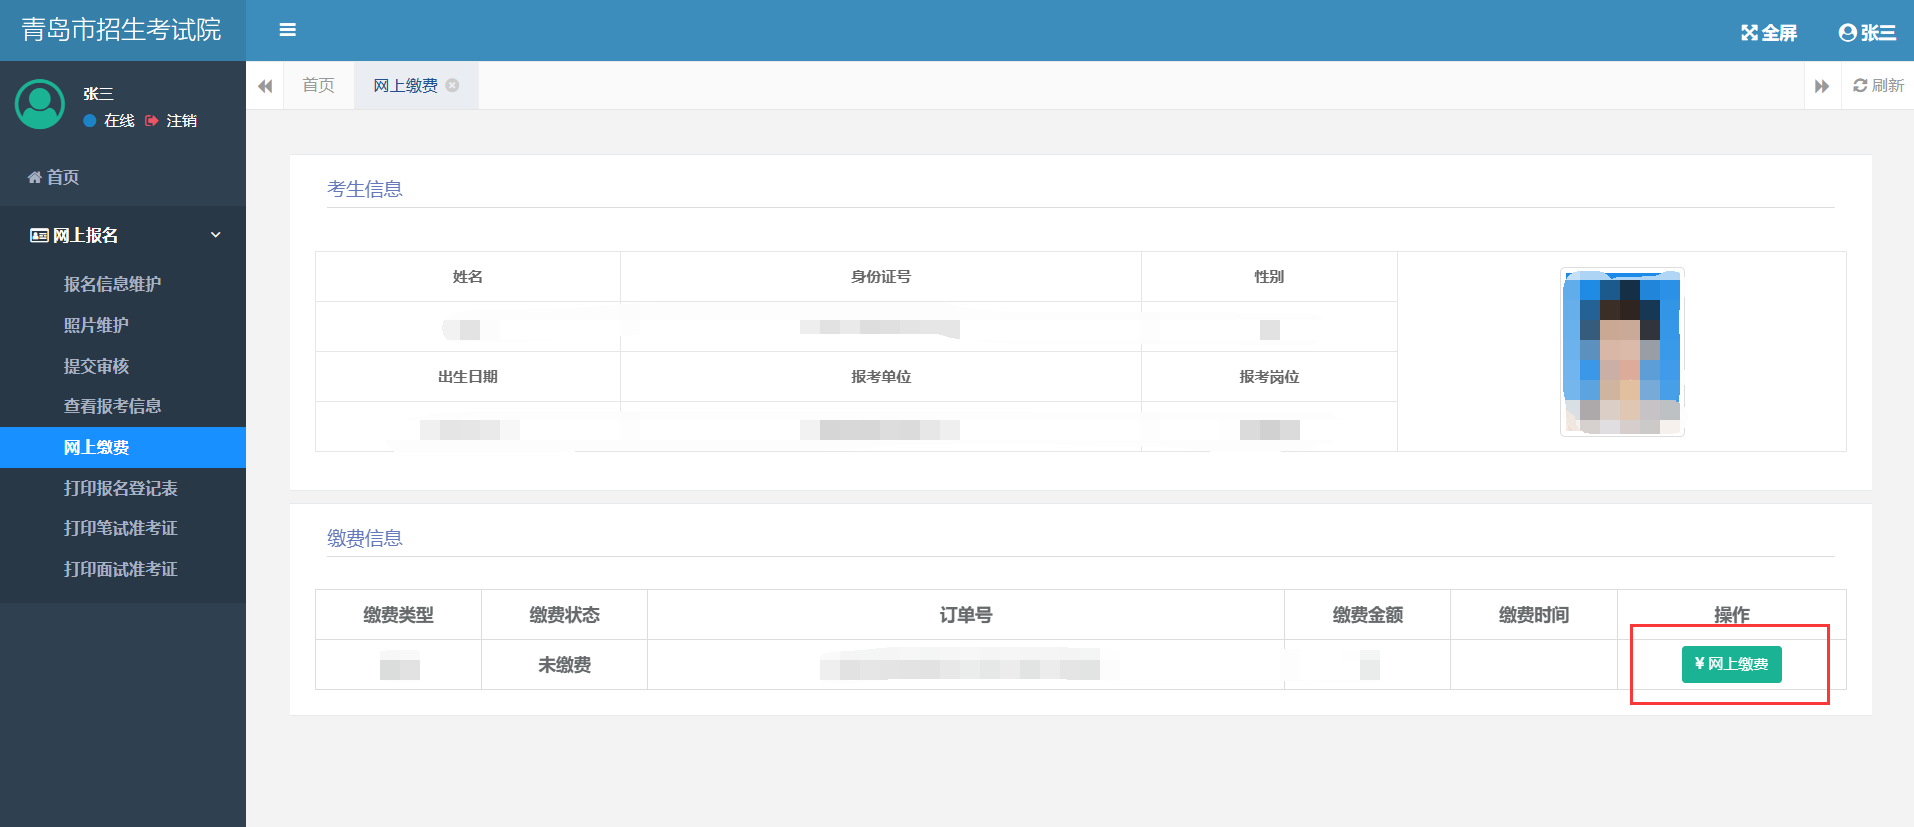 青岛市招生考试院
全屏
张三
张三
在线 注销
首页
网上缴费
刷新
首页
网上报名
报名信息维护
照片维护
提交审核
查看报考信息
网上缴费
打印报名登记表
打印笔试准考证
打印面试准考证
考生信息
姓名 身份证号 性别
出生日期 报考单位 报考岗位
缴费信息
缴费类型 缴费状态 订单号 缴费金额 缴费时间 操作
未缴费 ¥ 网上缴费